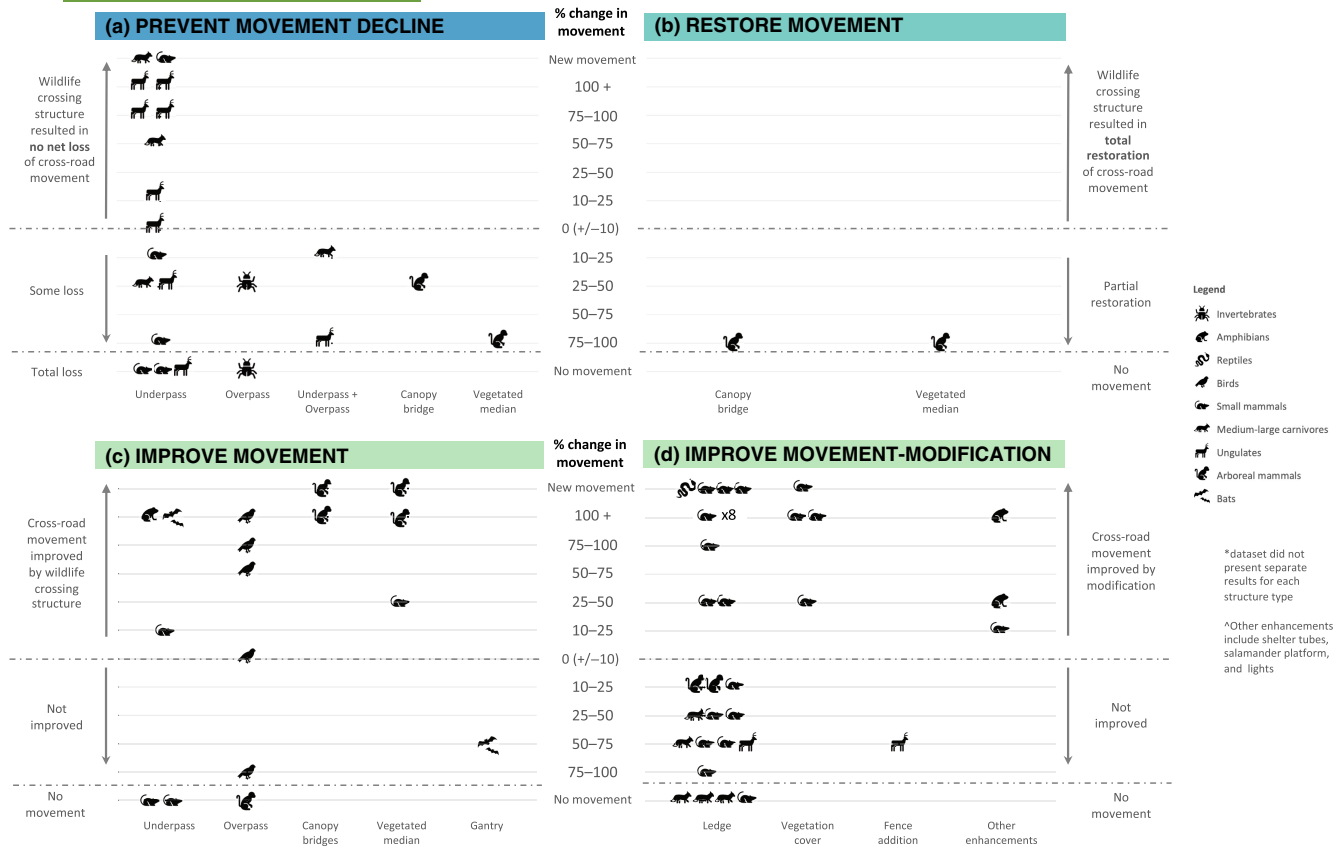 (a) PREVENT MOVEMENT DECLINE
% change in
movement
(b) RESTORE MOVEMENT
Wildlife
crossing
structure
resulted in
no net loss
of cross-road
movement
Some loss
Total loss
New movement
100 +
75–100
50–75
25–50
10–25
0 (+/–10)
10–25
25–50
50–75
75–100
No movement
Wildlife
crossing
structure
resulted in
total
restoration
of cross-road
movement
Partial
restoration
No
movement
Underpass
Overpass
Underpass +
Overpass
Canopy
bridge
Vegetated
median
Canopy
bridge
Vegetated
median
Legend
Invertebrates
Amphibians
Reptiles
Birds
Small mammals
Medium-large carnivores
Ungulates
Arboreal mammals
Bats
(c) IMPROVE MOVEMENT
% change in
movement
(d) IMPROVE MOVEMENT-MODIFICATION
Cross-road
movement
improved
by wildlife
crossing
structure
Not
improved
No
movement
New movement
100 +
75–100
50–75
25–50
10–25
0 (+/–10)
10–25
25–50
50–75
75–100
No movement
x8
Cross-road
movement
improved by
modification
Not
improved
No
movement
Underpass
Overpass
Canopy
bridges
Vegetated
median
Gantry
Ledge
Vegetation
cover
Fence
addition
Other
enhancements
*dataset did not
present separate
results for each
structure type
^Other enhancements
include shelter tubes,
salamander platform,
and lights